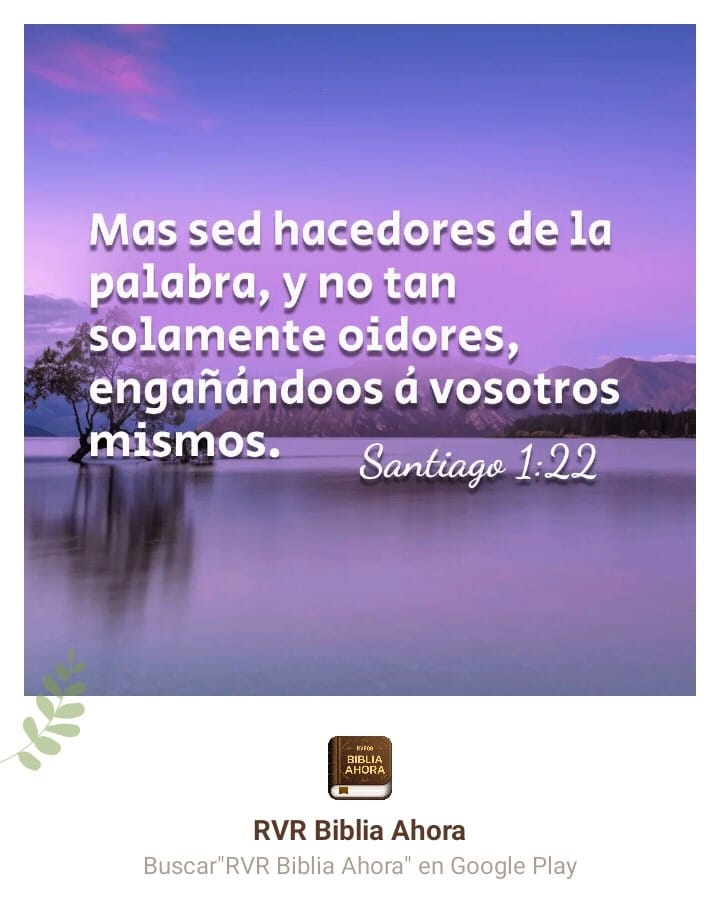 Mas sed hacedores de la
palabra, y no tan
solamente oidores,
engañándoos á vosotros
mismos.
Santiago 1:22
RVR09
BIBLIA
AHORA
RVR Biblia Ahora
Buscar"RVR Biblia Ahora" en Google Play